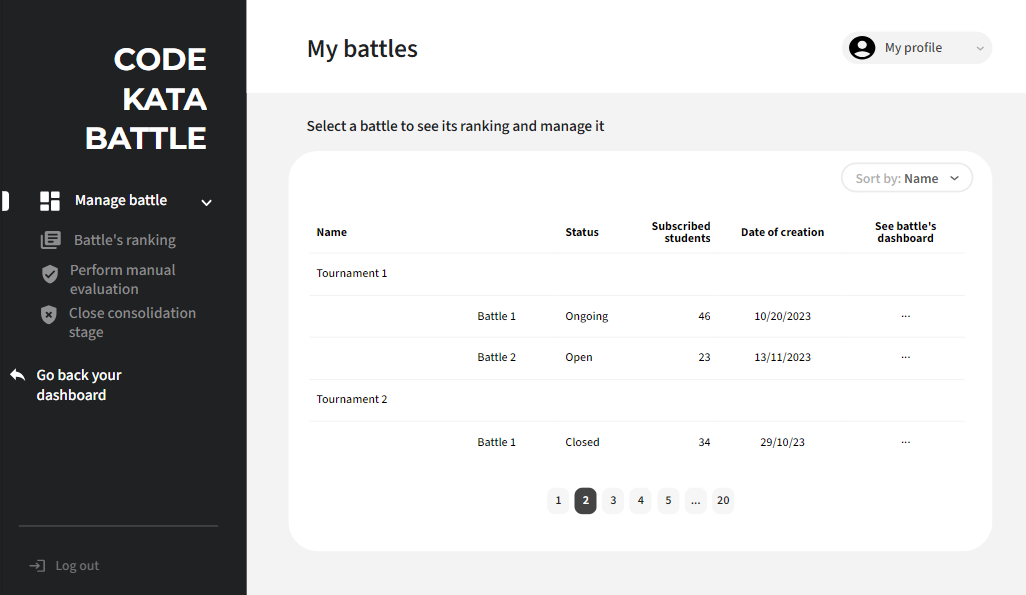 CODE
KATA
BATTLE
Manage battle
Battle's ranking
Perform manual
evaluation
Close consolidation
stage
Go back your
dashboard
Log out
My battles
My profile
Select a battle to see its ranking and manage it
Sort by: Name
Name Status Subscribed students Date of creation See battle's dashboard
Tournament 1
Battle 1 Ongoing 46 10/20/2023 ...
Battle 2 Open 23 13/11/2023 ...
Tournament 2
Battle 1 Closed 34 29/10/23 ...
1 2 3 4 5 ... 20